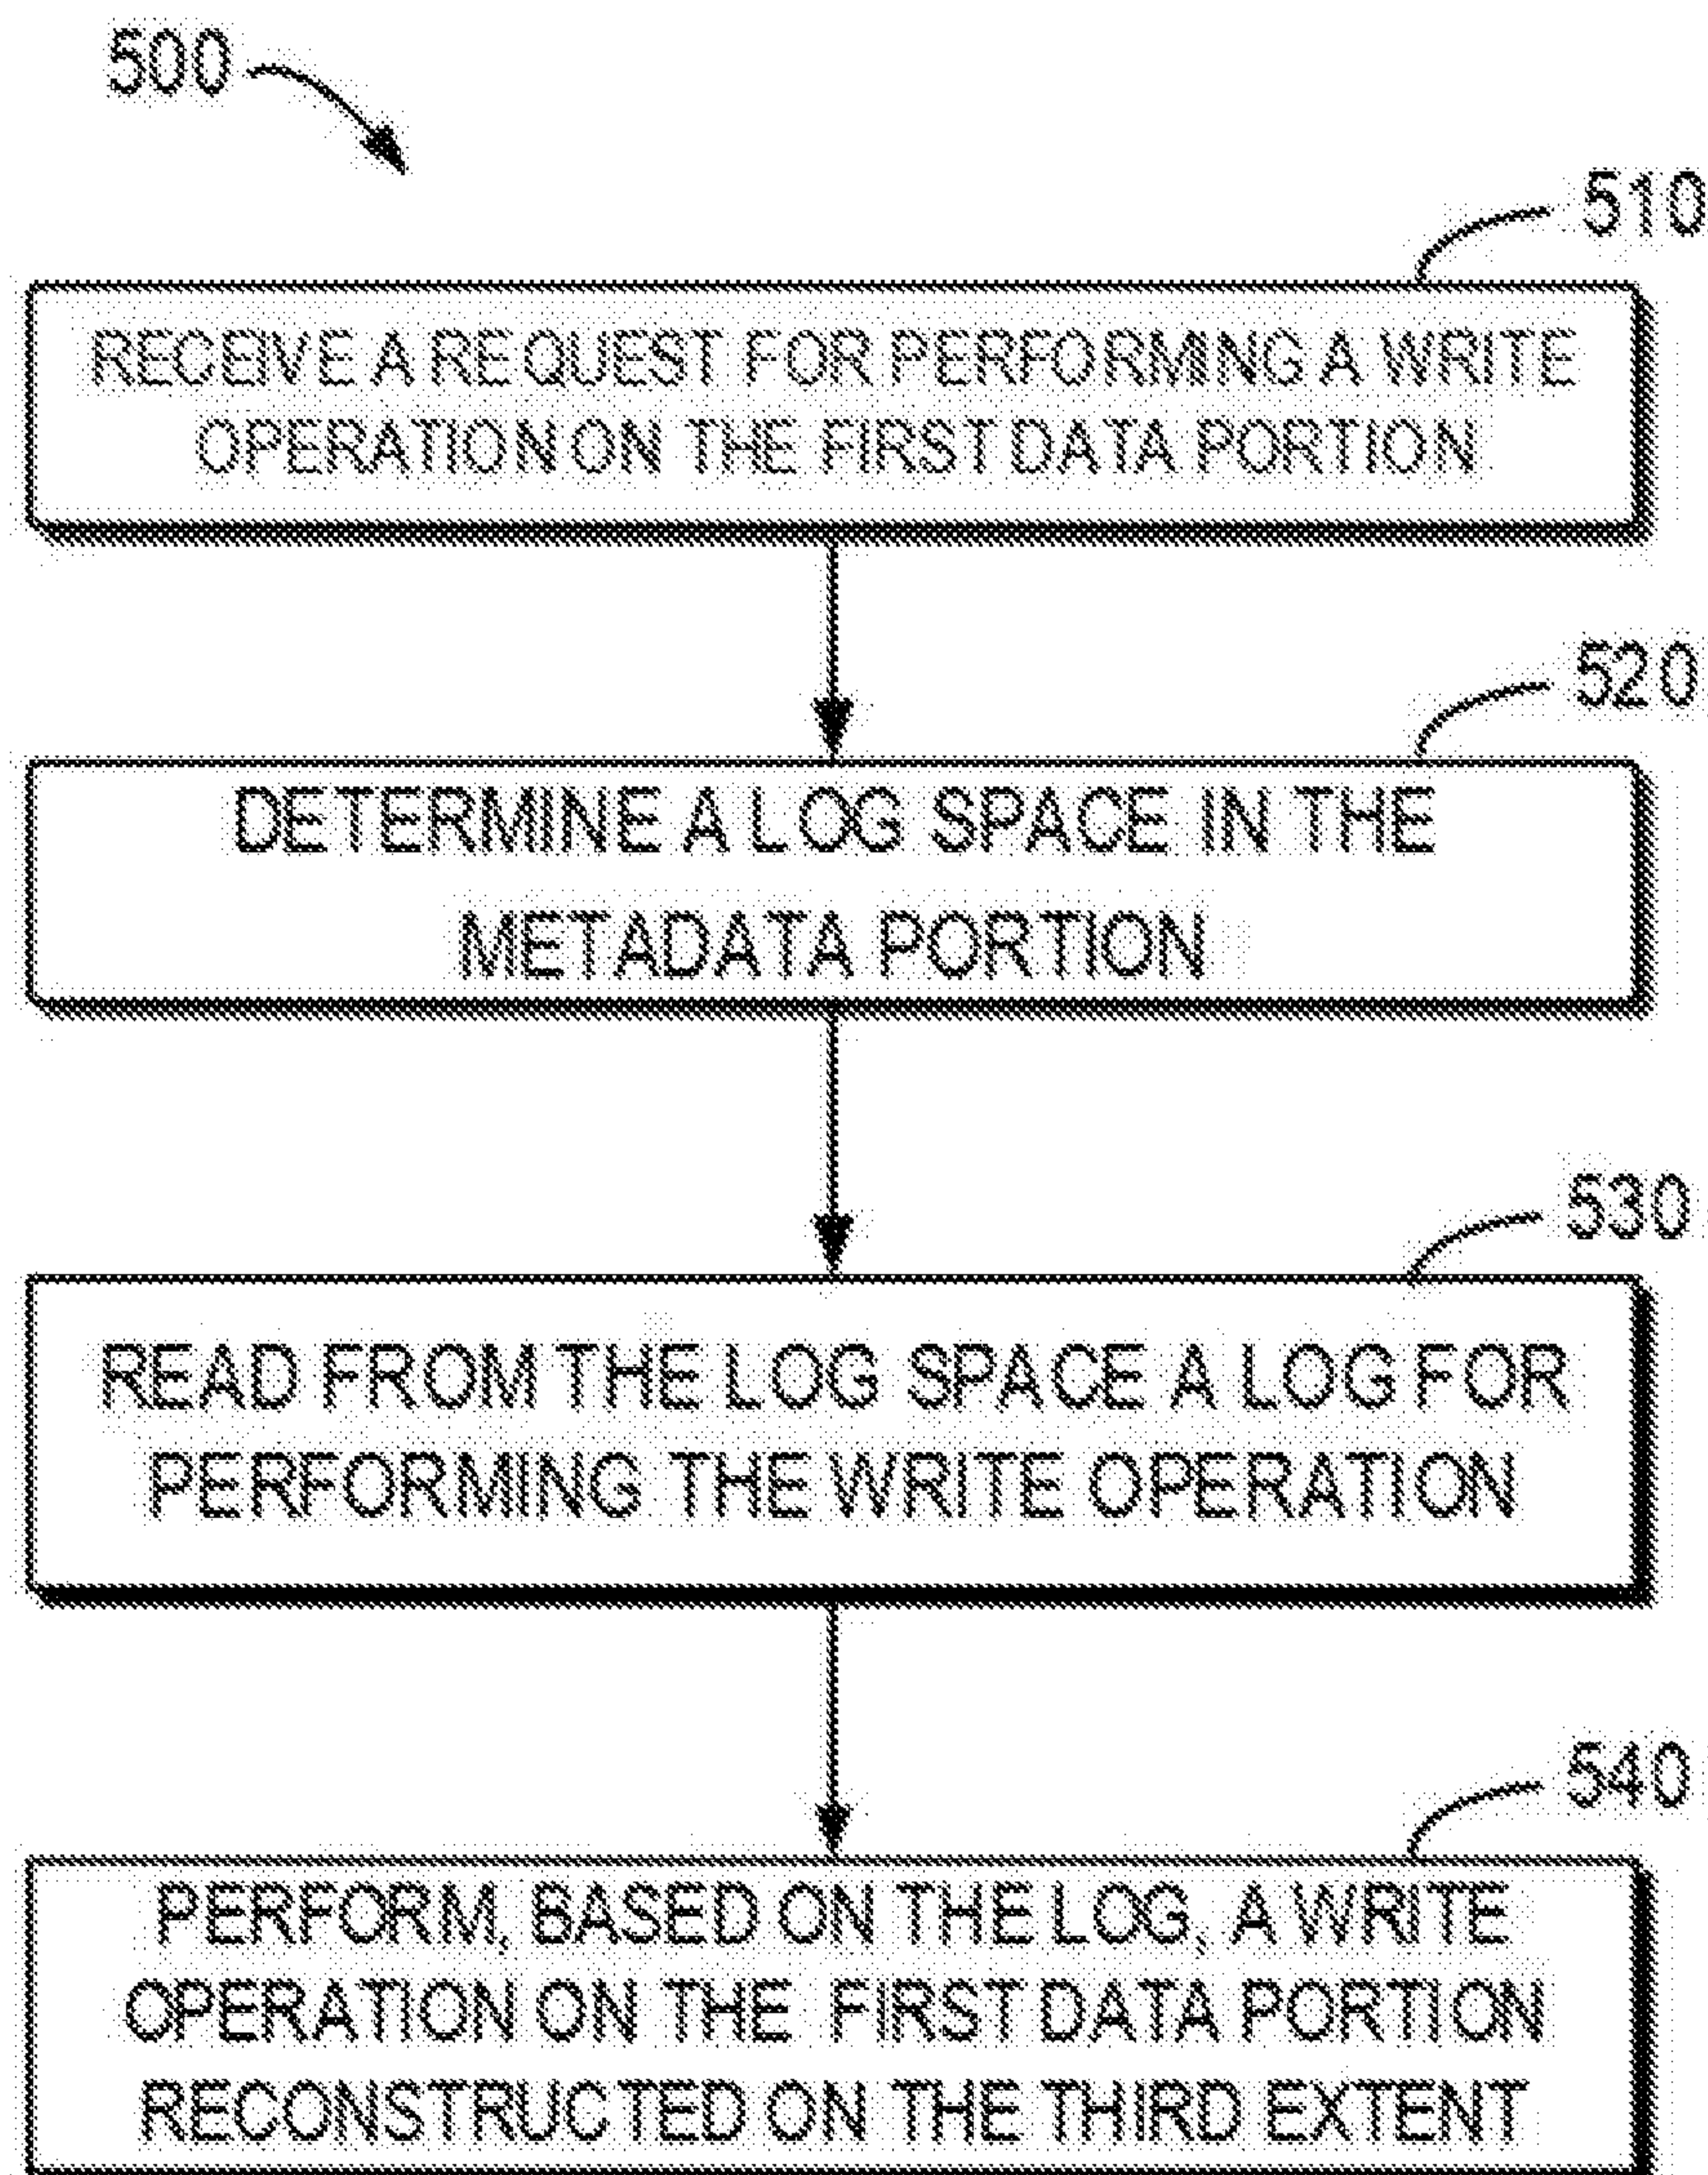 500
510
RECEIVE A REQUEST FOR PERFORMING A WRITE
OPERATION ON THE FIRST DATA PORTION
520
DETERMINE A LOG SPACE IN THE
METADATA PORTION
530
READ FROM THE LOG SPACE A LOG FOR
PERFORMING THE WRITE OPERATION
540
PERFORM, BASED ON THE LOG, A WRITE
OPERATION ON THE FIRST DATA PORTION
RECONSTRUCTED ON THE THIRD EXTENT